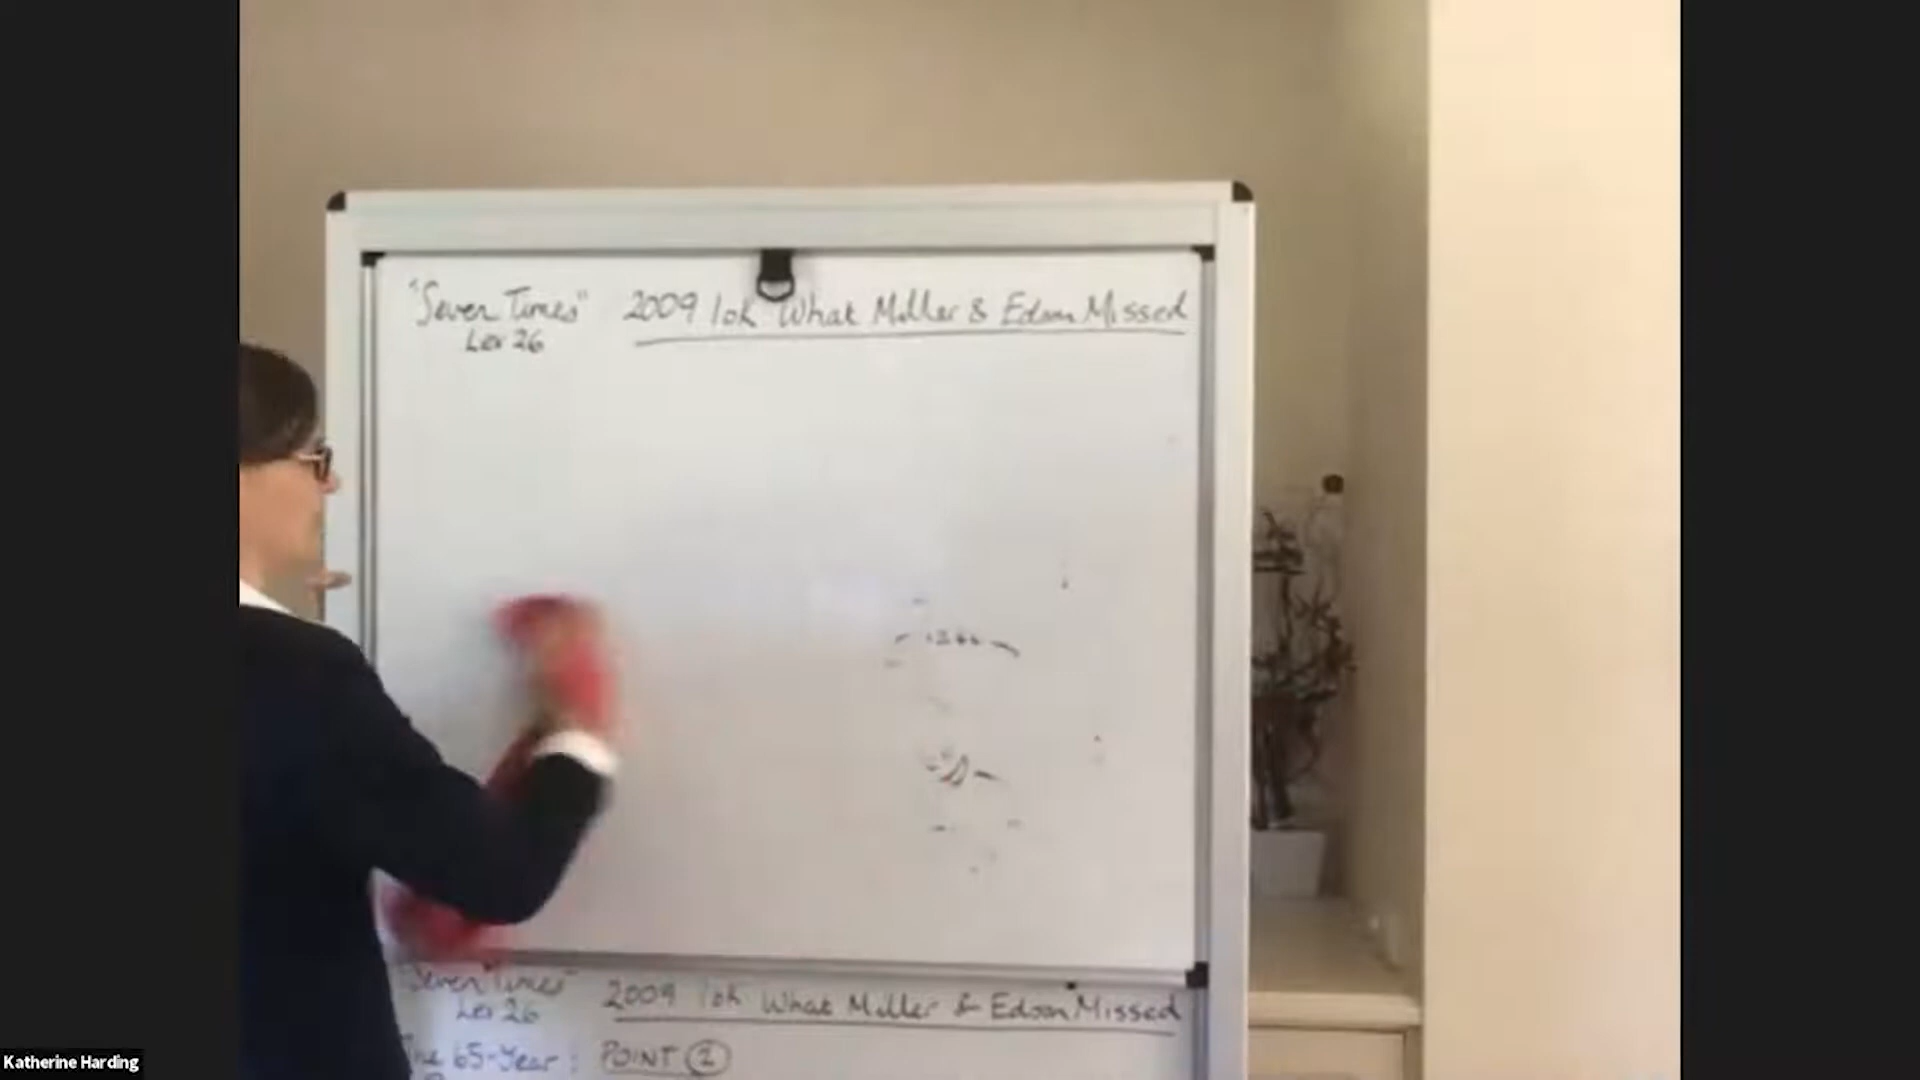 "Seven Times" 2009 lok What Miller & Edson Missed
Lev 26
"Seven Times" 2009 lok What Miller & Edson Missed
Lev 26
The 65-Year: POINT 2
Katherine Harding